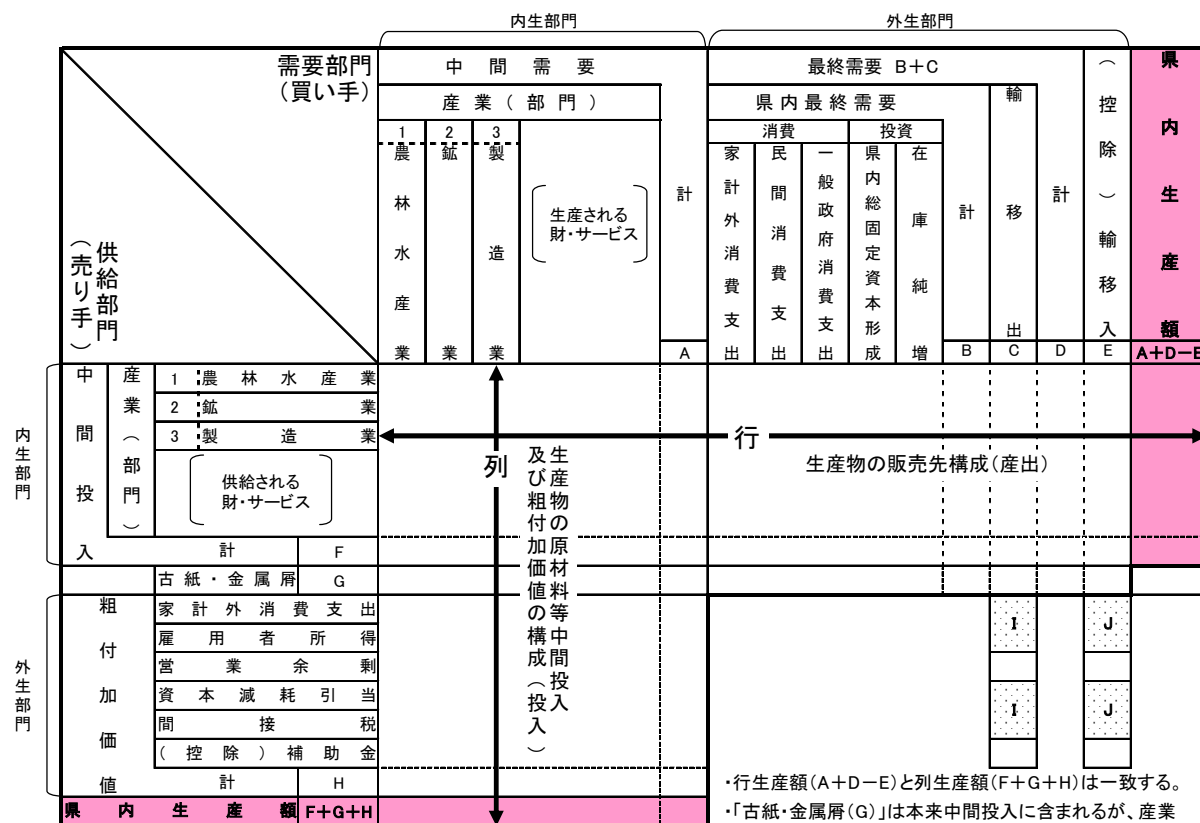 内生部門
外生部門
需要部門
(買い手)
供給部門
(売り手)
中間需要
産業(部門)
1
農林水産業
2
鉱業
3
製造業
生産される
財・サービス
計
A
最終需要 B+C
県内最終需要
消費
投資
家計外消費支出
民間消費支出
一般政府消費支出
県内総固定資本形成
在庫純増
計
B
輸移出
C
計
D
(控除)輸移入
E
県内生産額
A+D-E
内生部門
中間投入
産業(部門)
1 農林水産業
2 鉱業
3 製造業
供給される
財・サービス
計 F
行
生産物の販売先構成(産出)
列
生産物の原材料等中間投入
及び粗付加価値の構成(投入)
古紙・金属屑 G
外生部門
粗付加価値
家計外消費支出
雇用者所得
営業余剰
資本減耗引当
間接税
(控除)補助金
計 H
I
J
I
J
県内生産額 F+G+H
・行生産額(A+D-E)と列生産額(F+G+H)は一致する。
・「古紙・金属屑(G)」は本来中間投入に含まれるが、産業